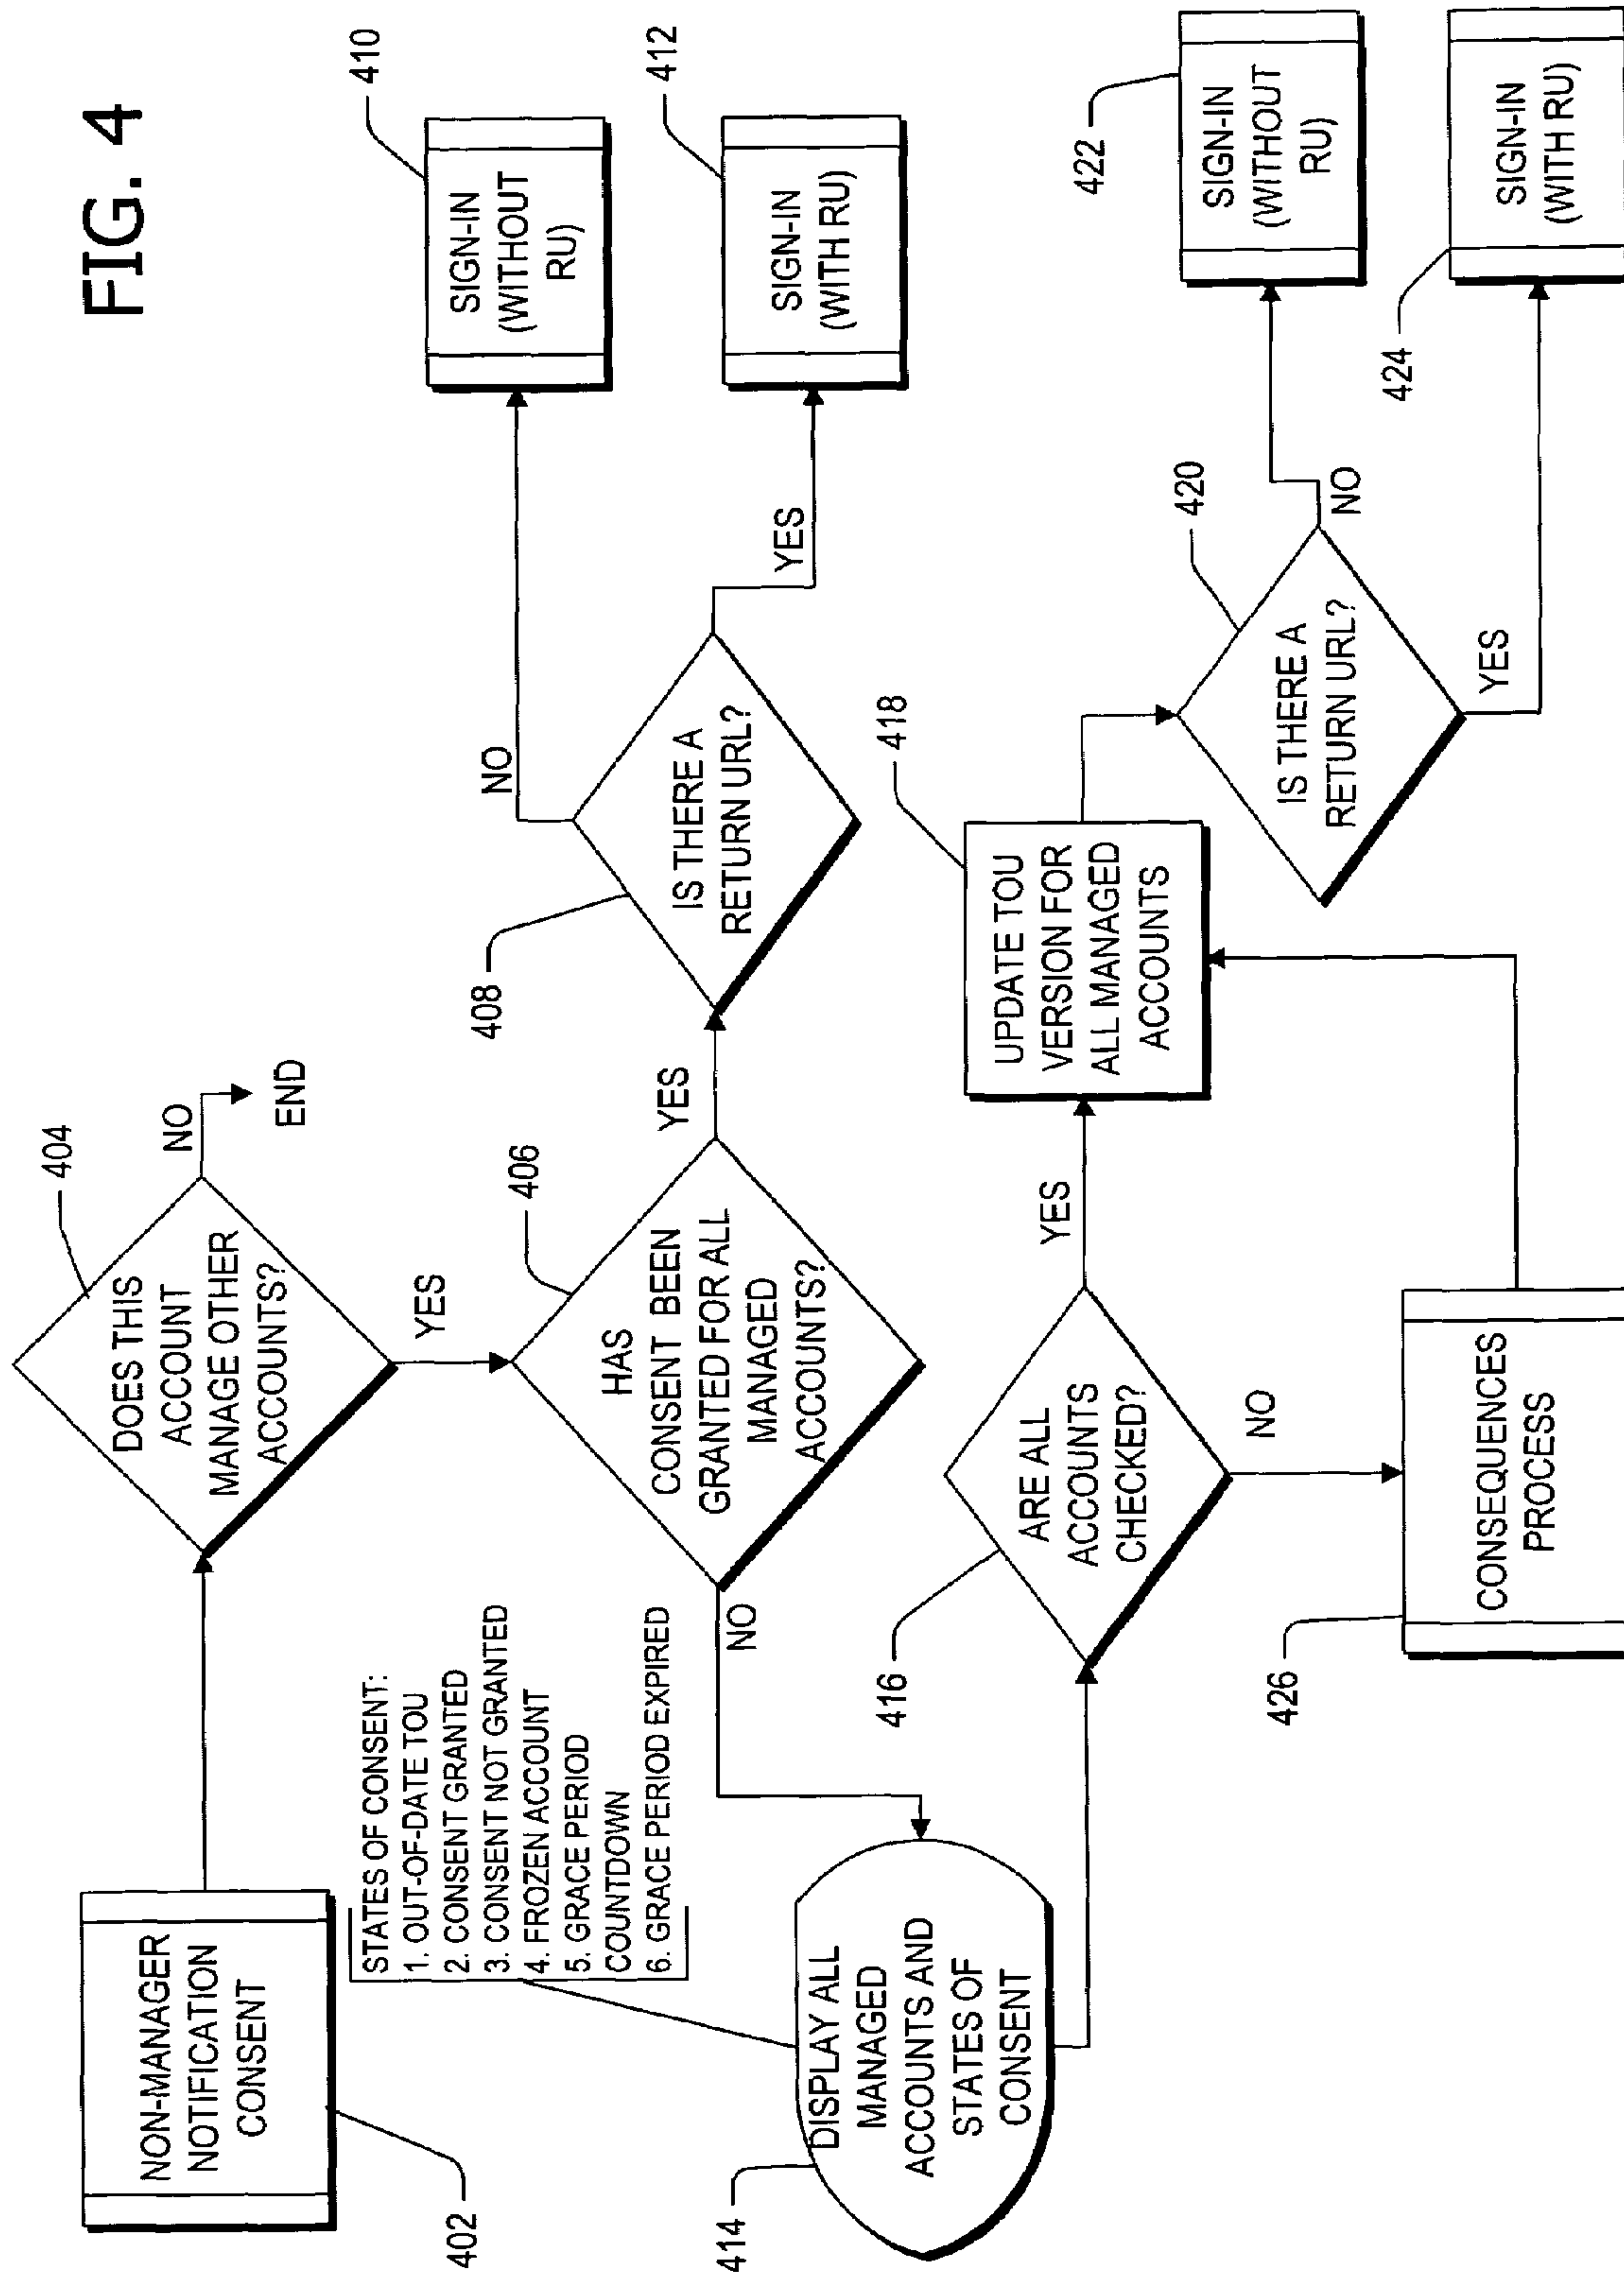 FIG. 4
NON-MANAGER
NOTIFICATION
CONSENT
402
DOES THIS
ACCOUNT
MANAGE OTHER
ACCOUNTS?
404
NO
END
YES
HAS
CONSENT BEEN
GRANTED FOR ALL
MANAGED
ACCOUNTS?
406
YES
NO
IS THERE A
RETURN URL?
408
NO
YES
SIGN-IN
(WITHOUT
RU)
410
SIGN-IN
(WITH RU)
412
STATES OF CONSENT:
1. OUT-OF-DATE TOU
2. CONSENT GRANTED
3. CONSENT NOT GRANTED
4. FROZEN ACCOUNT
5. GRACE PERIOD
COUNTDOWN
6. GRACE PERIOD EXPIRED
DISPLAY ALL
MANAGED
ACCOUNTS AND
STATES OF
CONSENT
414
ARE ALL
ACCOUNTS
CHECKED?
416
YES
NO
UPDATE TOU
VERSION FOR
ALL MANAGED
ACCOUNTS
418
IS THERE A
RETURN URL?
420
NO
YES
SIGN-IN
(WITHOUT
RU)
422
SIGN-IN
(WITH RU)
424
CONSEQUENCES
PROCESS
426